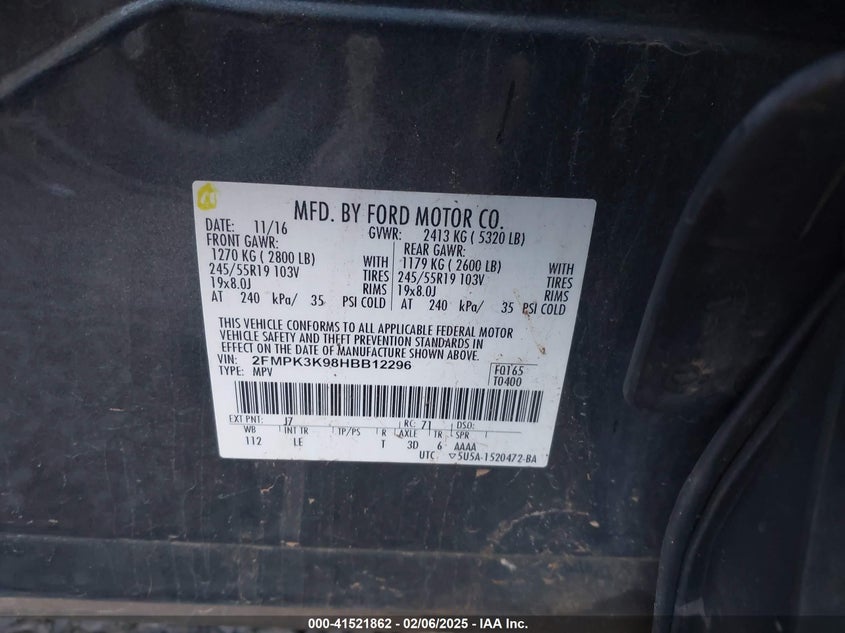 MFD. BY FORD MOTOR CO.
DATE: 11/16 GVWR: 2413 KG ( 5320 LB)
FRONT GAWR: REAR GAWR:
1270 KG ( 2800 LB) WITH 1179 KG ( 2600 LB) WITH
245/55R19 103V TIRES 245/55R19 103V TIRES
19x8.0J RIMS 19x8.0J RIMS
AT 240 kPa/ 35 PSI COLD AT 240 kPa/ 35 PSI COLD
THIS VEHICLE CONFORMS TO ALL APPLICABLE FEDERAL MOTOR
VEHICLE SAFETY AND THEFT PREVENTION STANDARDS IN
EFFECT ON THE DATE OF MANUFACTURE SHOWN ABOVE.
VIN: 2FMPK3K98HBB12296
TYPE: MPV
F0165
T0400
EXT PNT: J7 RC: 71 DSO:
WB INT TR TP/PS R AXLE TR SPR
112 LE T 3D 6 AAAA
UTC ▽5U5A-1520472-BA
000-41521862 - 02/06/2025 - IAA Inc.